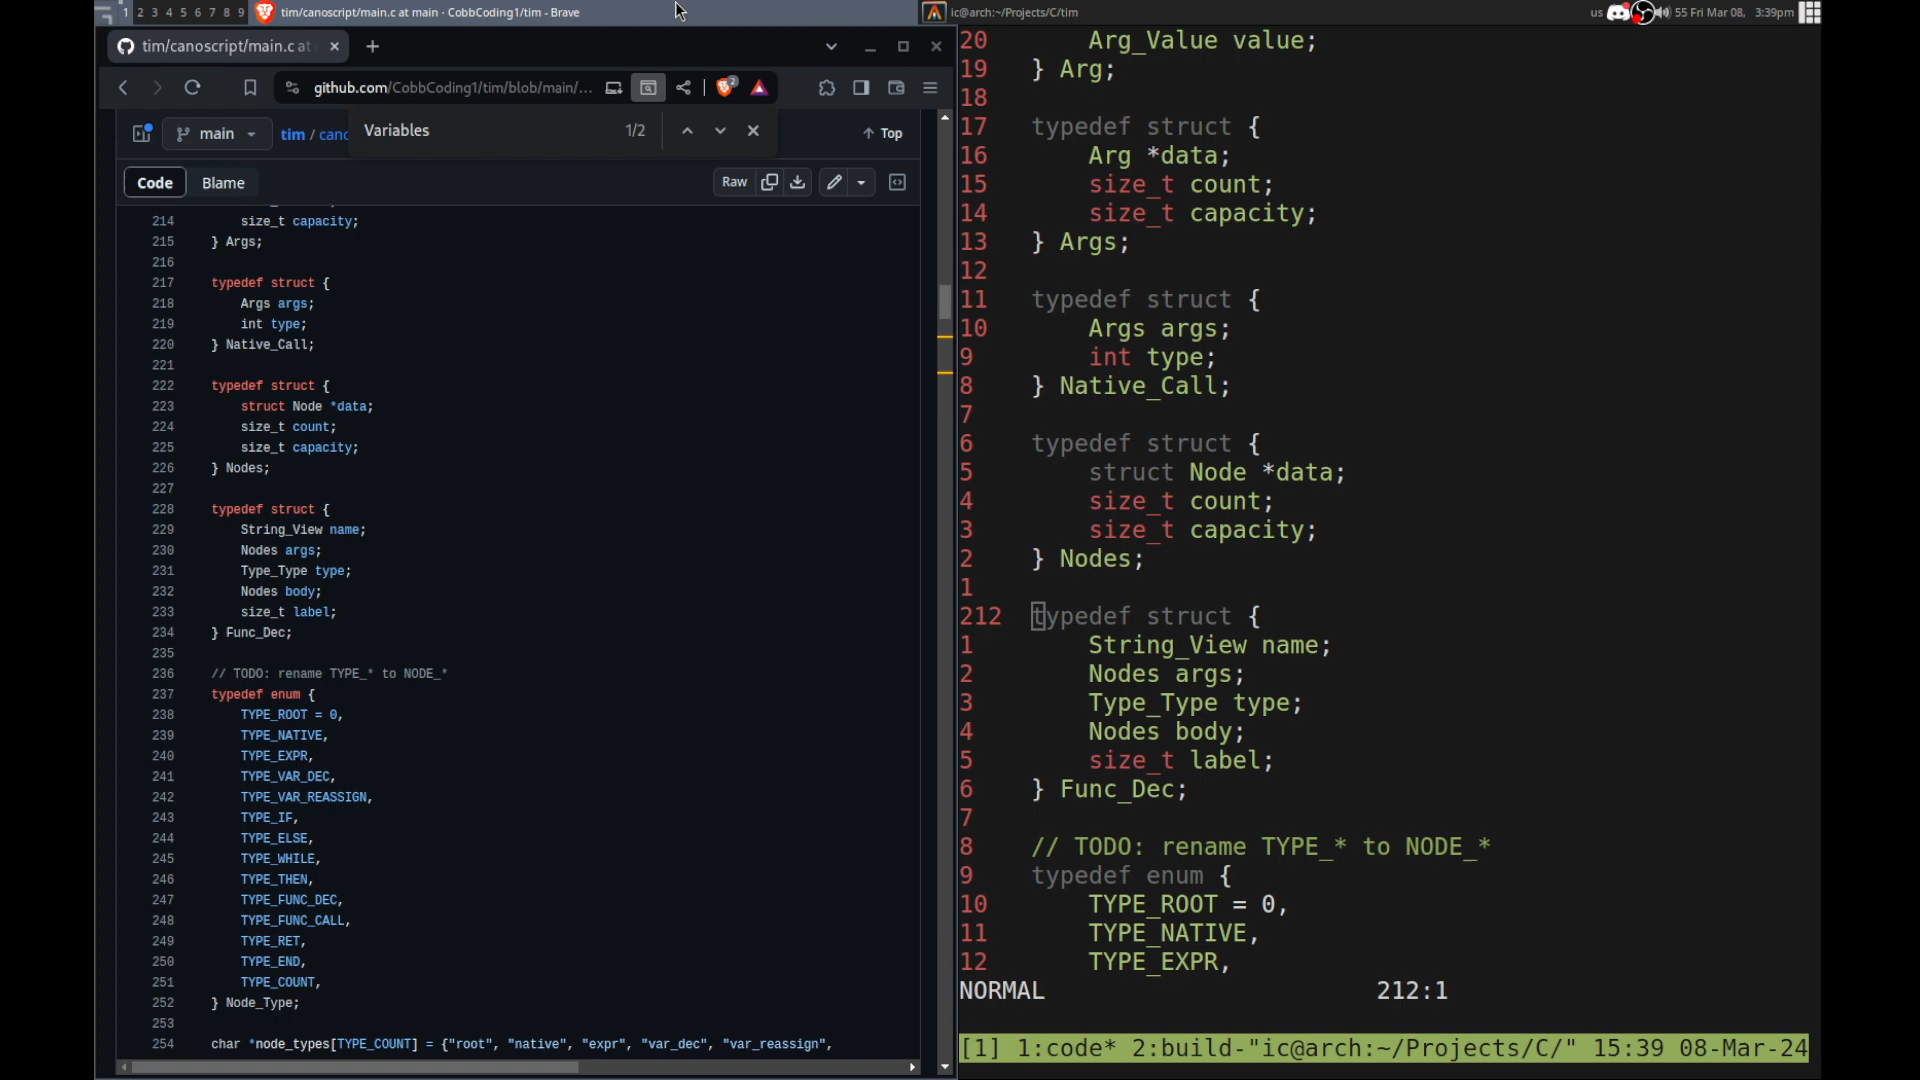 1 2 3 4 5 6 7 8 9 tim/canoscript/main.c at main · CobbCoding1/tim - Brave
ic@arch:~/Projects/C/tim
us 55 Fri Mar 08, 3:39pm
tim/canoscript/main.c at
github.com/CobbCoding1/tim/blob/main/...
2
main
tim / canc
Variables 1/2
Top
Code Blame
Raw
214 size_t capacity;
215 } Args;
216
217 typedef struct {
218 Args args;
219 int type;
220 } Native_Call;
221
222 typedef struct {
223 struct Node *data;
224 size_t count;
225 size_t capacity;
226 } Nodes;
227
228 typedef struct {
229 String_View name;
230 Nodes args;
231 Type_Type type;
232 Nodes body;
233 size_t label;
234 } Func_Dec;
235
236 // TODO: rename TYPE_* to NODE_*
237 typedef enum {
238 TYPE_ROOT = 0,
239 TYPE_NATIVE,
240 TYPE_EXPR,
241 TYPE_VAR_DEC,
242 TYPE_VAR_REASSIGN,
243 TYPE_IF,
244 TYPE_ELSE,
245 TYPE_WHILE,
246 TYPE_THEN,
247 TYPE_FUNC_DEC,
248 TYPE_FUNC_CALL,
249 TYPE_RET,
250 TYPE_END,
251 TYPE_COUNT,
252 } Node_Type;
253
254 char *node_types[TYPE_COUNT] = {"root", "native", "expr", "var_dec", "var_reassign",
20 Arg_Value value;
19 } Arg;
18
17 typedef struct {
16 Arg *data;
15 size_t count;
14 size_t capacity;
13 } Args;
12
11 typedef struct {
10 Args args;
9 int type;
8 } Native_Call;
7
6 typedef struct {
5 struct Node *data;
4 size_t count;
3 size_t capacity;
2 } Nodes;
1
212 typedef struct {
1 String_View name;
2 Nodes args;
3 Type_Type type;
4 Nodes body;
5 size_t label;
6 } Func_Dec;
7
8 // TODO: rename TYPE_* to NODE_*
9 typedef enum {
10 TYPE_ROOT = 0,
11 TYPE_NATIVE,
12 TYPE_EXPR,
NORMAL 212:1
[1] 1:code* 2:build-"ic@arch:~/Projects/C/" 15:39 08-Mar-24